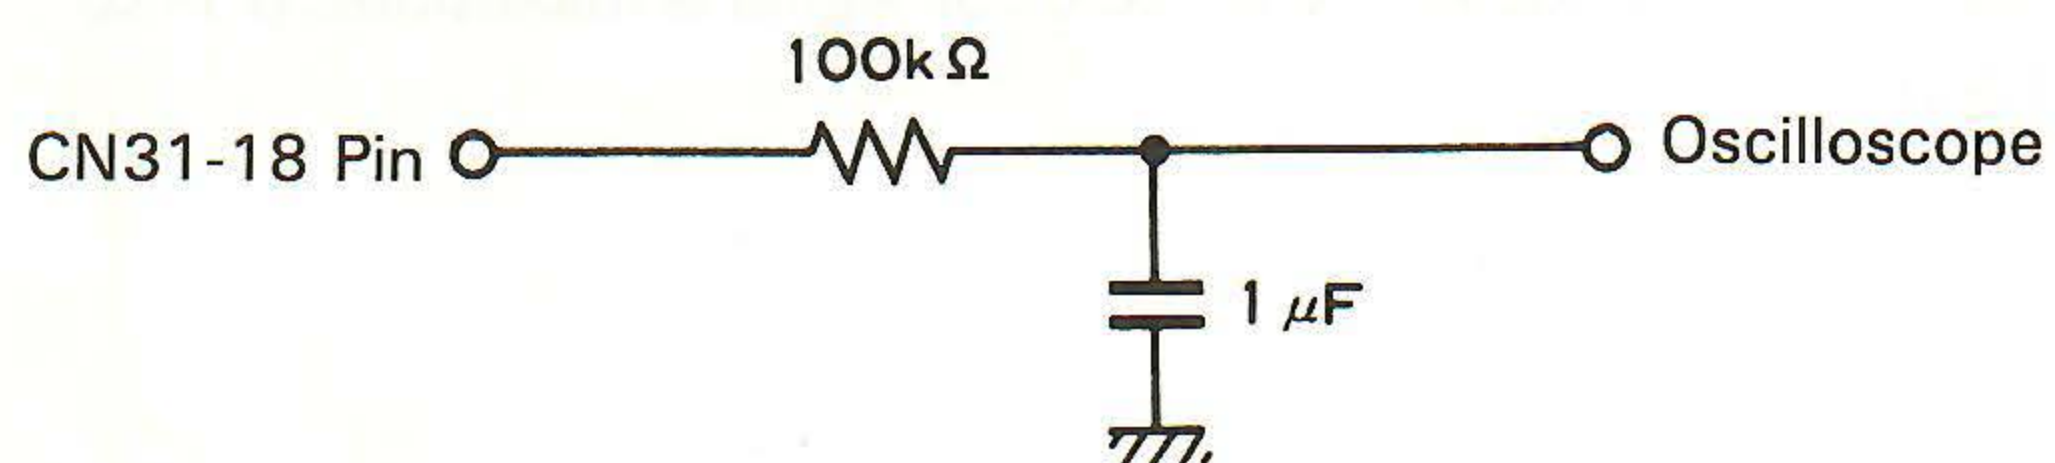 100kΩ
CN31-18 Pin
Oscilloscope
1 μF